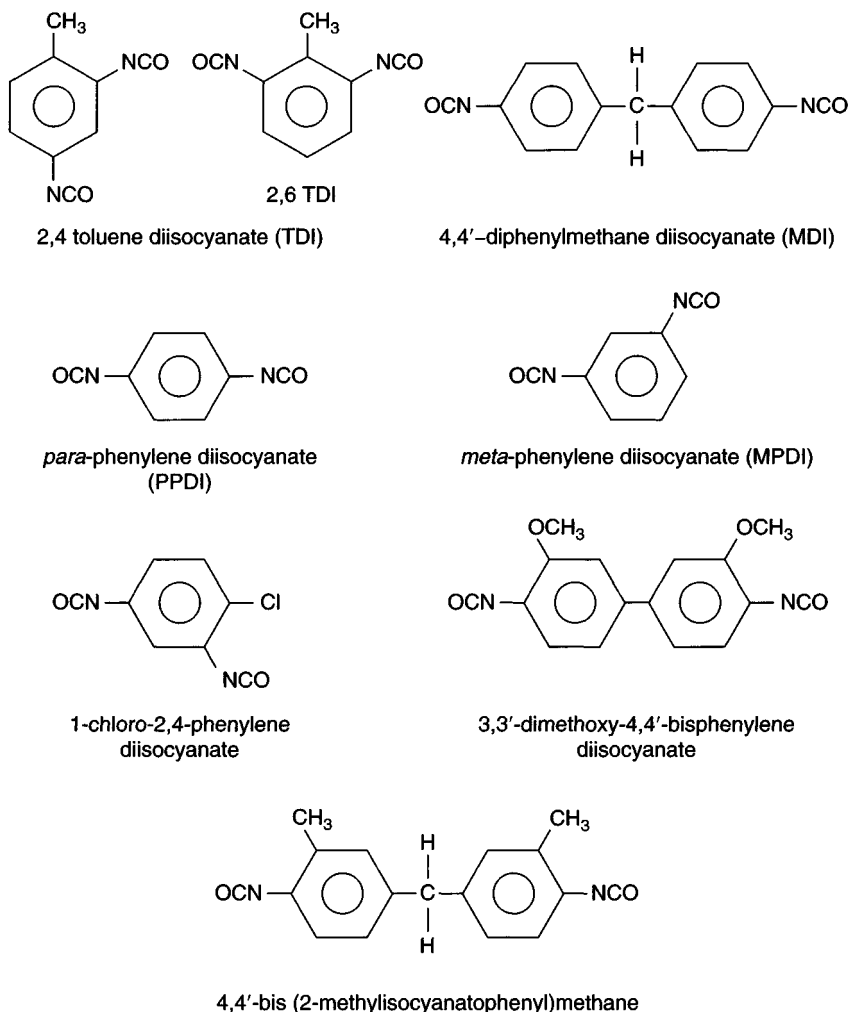 CH₃
NCO
NCO
2,4 toluene diisocyanate (TDI)
CH₃
OCN
NCO
2,6 TDI
H
OCN
C
NCO
H
4,4′–diphenylmethane diisocyanate (MDI)
OCN
NCO
para-phenylene diisocyanate
(PPDI)
NCO
OCN
meta-phenylene diisocyanate (MPDI)
OCN
Cl
NCO
1-chloro-2,4-phenylene
diisocyanate
OCH₃
OCH₃
OCN
NCO
3,3′-dimethoxy-4,4′-bisphenylene
diisocyanate
CH₃
CH₃
H
OCN
C
NCO
H
4,4′-bis (2-methylisocyanatophenyl)methane